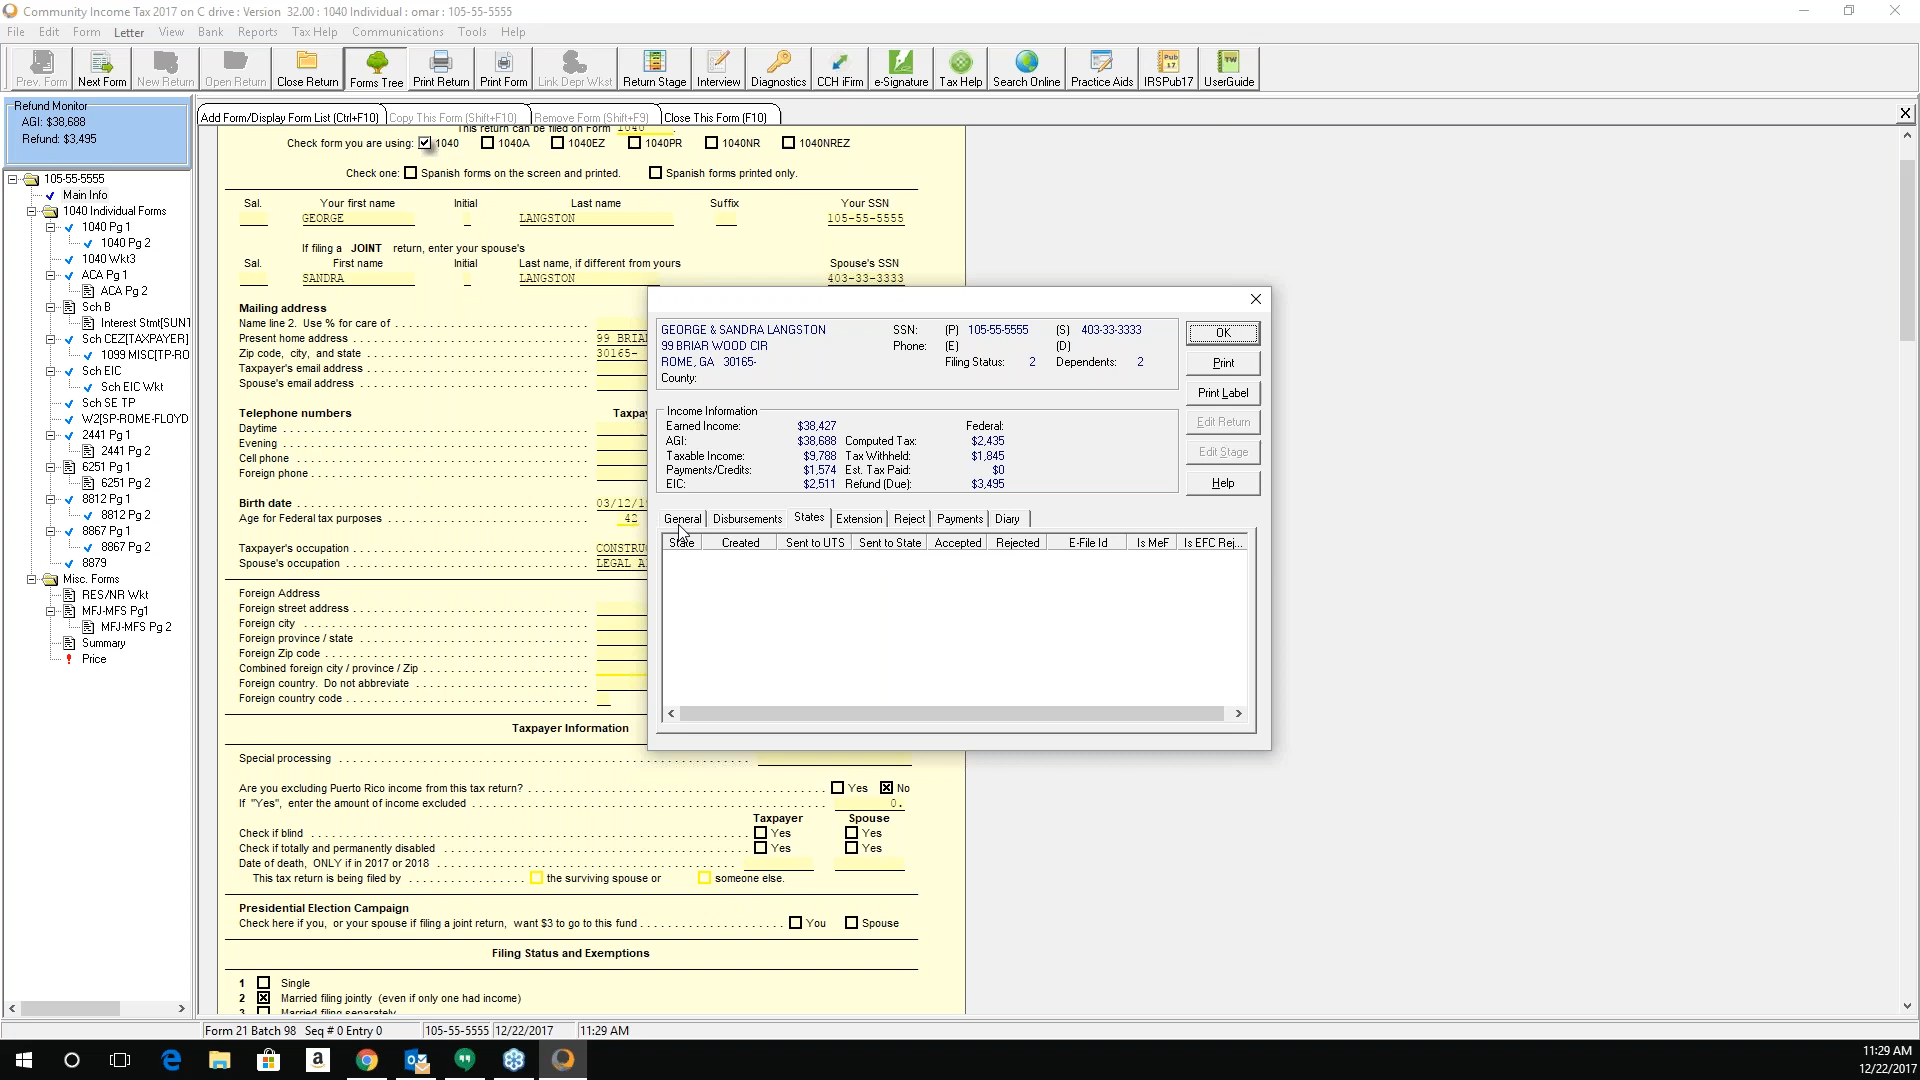 Community Income Tax 2017 on C drive : Version 32.00 : 1040 Individual : omar : 105-55-5555
File Edit Form Letter View Bank Reports Tax Help Communications Tools Help
Prev. Form Next Form New Return Open Return Close Return Forms Tree Print Return Print Form Link Depr Wkst Return Stage Interview Diagnostics CCH iFirm e-Signature Tax Help Search Online Practice Aids IRSPub17 UserGuide
Refund Monitor
AGI: $38,688
Refund: $3,495
105-55-5555
Main Info
1040 Individual Forms
1040 Pg 1
1040 Pg 2
1040 Wkt3
ACA Pg 1
ACA Pg 2
Sch B
Interest Stmt[SUNT
Sch CEZ[TAXPAYER]
1099 MISC[TP-RO
Sch EIC
Sch EIC Wkt
Sch SE TP
W2[SP-ROME-FLOYD
2441 Pg 1
2441 Pg 2
6251 Pg 1
6251 Pg 2
8812 Pg 1
8812 Pg 2
8867 Pg 1
8867 Pg 2
8879
Misc. Forms
RES/NR Wkt
MFJ-MFS Pg1
MFJ-MFS Pg 2
Summary
Price
Add Form/Display Form List (Ctrl+F10) Copy This Form (Shift+F10) Remove Form (Shift+F9) Close This Form (F10)
This return can be filed on Form 1040 .
Check form you are using: 1040 1040A 1040EZ 1040PR 1040NR 1040NREZ
Check one: Spanish forms on the screen and printed. Spanish forms printed only.
Sal. Your first name Initial Last name Suffix Your SSN
GEORGE LANGSTON 105-55-5555
If filing a JOINT return, enter your spouse's
Sal. First name Initial Last name, if different from yours Spouse's SSN
SANDRA LANGSTON 403-33-3333
Mailing address
Name line 2. Use % for care of
Present home address 99 BRIA
Zip code, city, and state 30165-
Taxpayer's email address
Spouse's email address
Telephone numbers Taxpay
Daytime
Evening
Cell phone
Foreign phone
Birth date 03/12/19
Age for Federal tax purposes 42
Taxpayer's occupation CONSTRUC
Spouse's occupation LEGAL A
Foreign Address
Foreign street address
Foreign city
Foreign province / state
Foreign Zip code
Combined foreign city / province / Zip
Foreign country. Do not abbreviate
Foreign country code
Taxpayer Information
Special processing
Are you excluding Puerto Rico income from this tax return? Yes No
If "Yes", enter the amount of income excluded 0.
Taxpayer Spouse
Check if blind Yes Yes
Check if totally and permanently disabled Yes Yes
Date of death, ONLY if in 2017 or 2018
This tax return is being filed by the surviving spouse or someone else.
Presidential Election Campaign
Check here if you, or your spouse if filing a joint return, want $3 to go to this fund You Spouse
Filing Status and Exemptions
1 Single
2 Married filing jointly (even if only one had income)
3 Married filing separately
GEORGE & SANDRA LANGSTON SSN: (P) 105-55-5555 (S) 403-33-3333
99 BRIAR WOOD CIR Phone: (E) (D)
ROME, GA 30165- Filing Status: 2 Dependents: 2
County:
OK
Print
Print Label
Edit Return
Edit Stage
Help
Income Information
Earned Income: $38,427 Federal:
AGI: $38,688 Computed Tax: $2,435
Taxable Income: $9,788 Tax Withheld: $1,845
Payments/Credits: $1,574 Est. Tax Paid: $0
EIC: $2,511 Refund (Due): $3,495
General Disbursements States Extension Reject Payments Diary
State Created Sent to UTS Sent to State Accepted Rejected E-File Id Is MeF Is EFC Rej...
Form 21 Batch 98 Seq # 0 Entry 0 105-55-5555 12/22/2017 11:29 AM
11:29 AM
12/22/2017